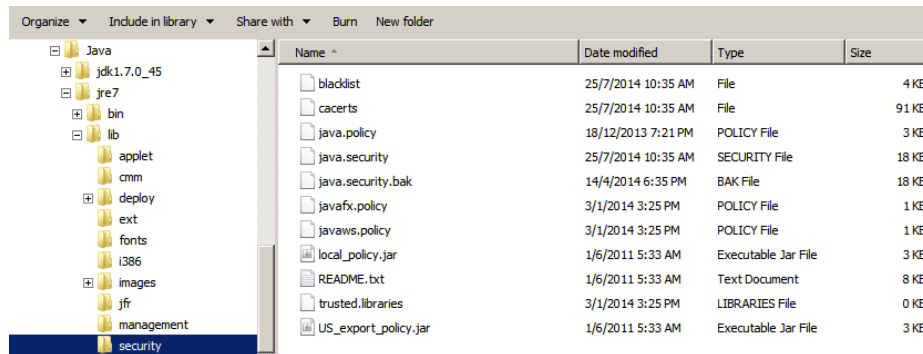 Organize Include in library Share with Burn New folder
Java
jdk1.7.0_45
jre7
bin
lib
applet
cmm
deploy
ext
fonts
i386
images
jfr
management
security
Name Date modified Type Size
blacklist 25/7/2014 10:35 AM File 4 KB
cacerts 25/7/2014 10:35 AM File 91 KB
java.policy 18/12/2013 7:21 PM POLICY File 3 KB
java.security 25/7/2014 10:35 AM SECURITY File 18 KB
java.security.bak 14/4/2014 6:35 PM BAK File 18 KB
javafx.policy 3/1/2014 3:25 PM POLICY File 1 KB
javaws.policy 3/1/2014 3:25 PM POLICY File 1 KB
local_policy.jar 1/6/2011 5:33 AM Executable Jar File 3 KB
README.txt 1/6/2011 5:33 AM Text Document 8 KB
trusted.libraries 3/1/2014 3:25 PM LIBRARIES File 0 KB
US_export_policy.jar 1/6/2011 5:33 AM Executable Jar File 3 KB